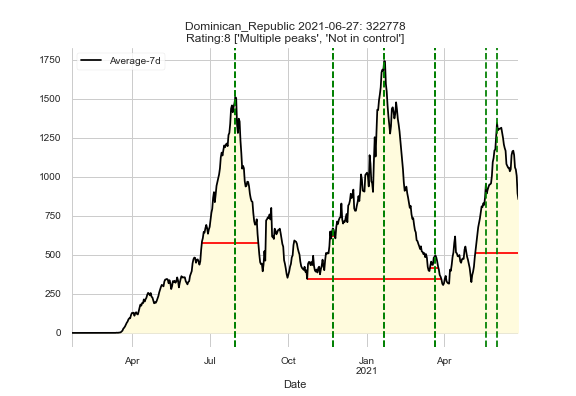 Dominican_Republic 2021-06-27: 322778
Rating:8 ['Multiple peaks', 'Not in control']
Average-7d
1750
1500
1250
1000
750
500
250
0
Apr Jul Oct Jan Apr
2021
Date